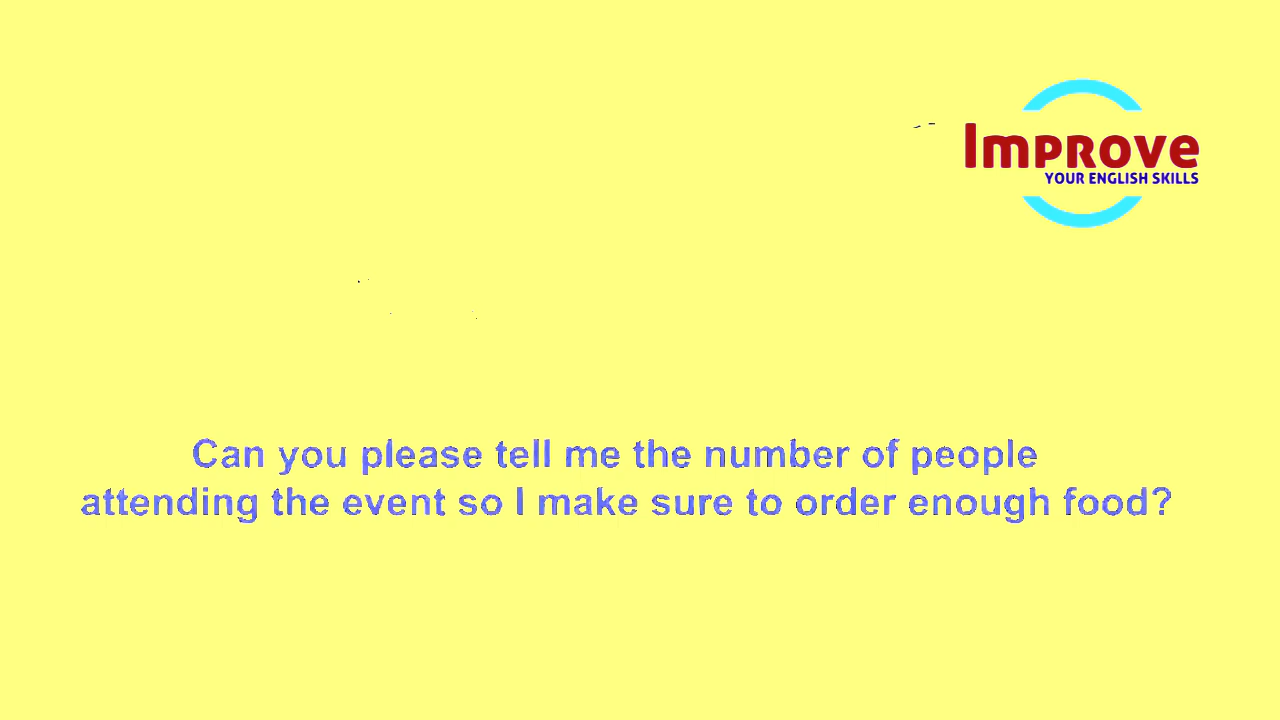 Improve
YOUR ENGLISH SKILLS
Can you please tell me the number of people
attending the event so I make sure to order enough food?